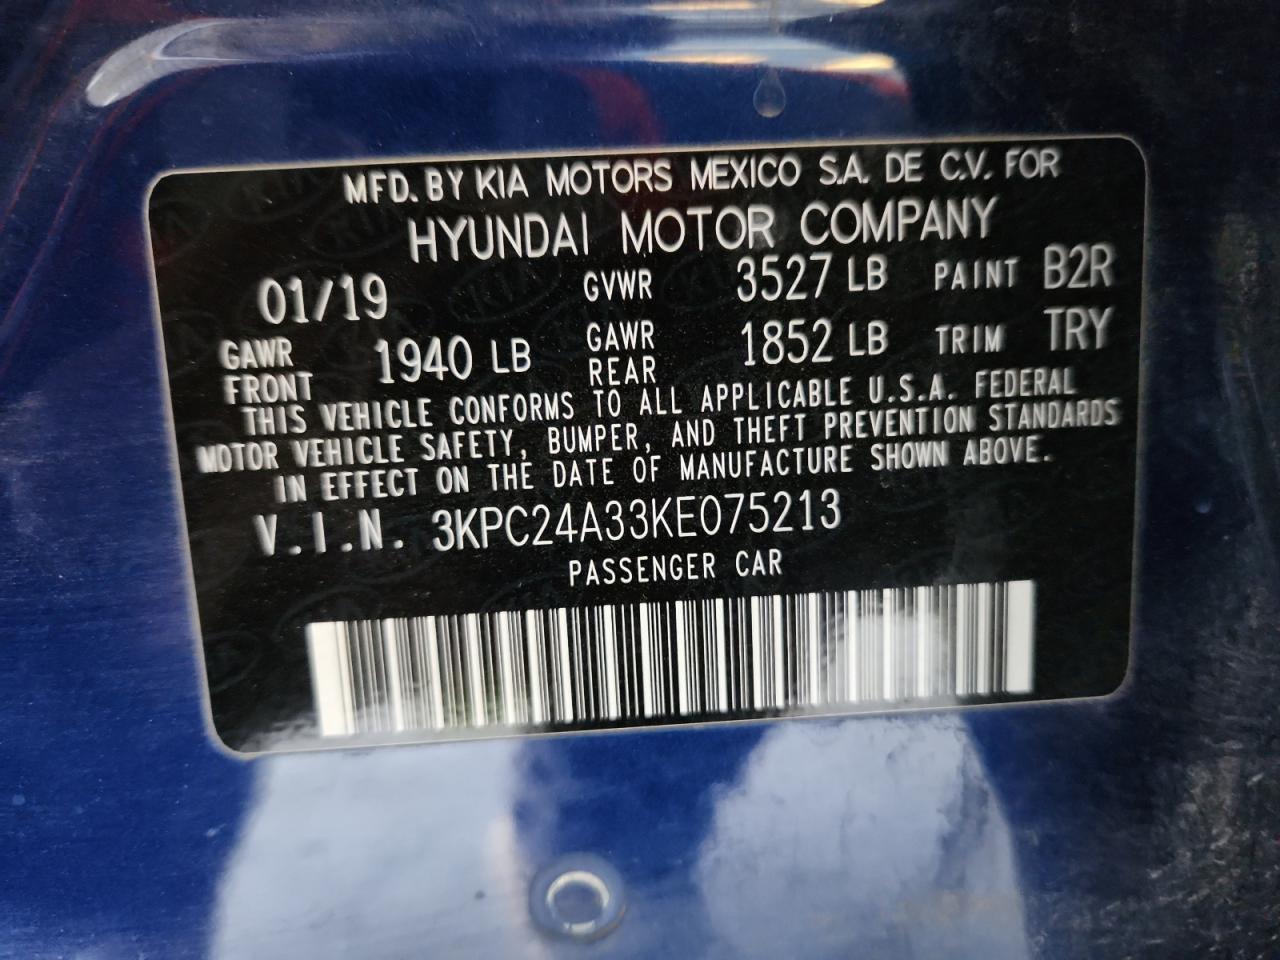 MFD. BY KIA MOTORS MEXICO S.A. DE C.V. FOR
HYUNDAI MOTOR COMPANY
01/19 GVWR 3527 LB PAINT B2R
GAWR FRONT 1940 LB GAWR REAR 1852 LB TRIM TRY
THIS VEHICLE CONFORMS TO ALL APPLICABLE U.S.A. FEDERAL
MOTOR VEHICLE SAFETY, BUMPER, AND THEFT PREVENTION STANDARDS
IN EFFECT ON THE DATE OF MANUFACTURE SHOWN ABOVE.
V.I.N. 3KPC24A33KE075213
PASSENGER CAR